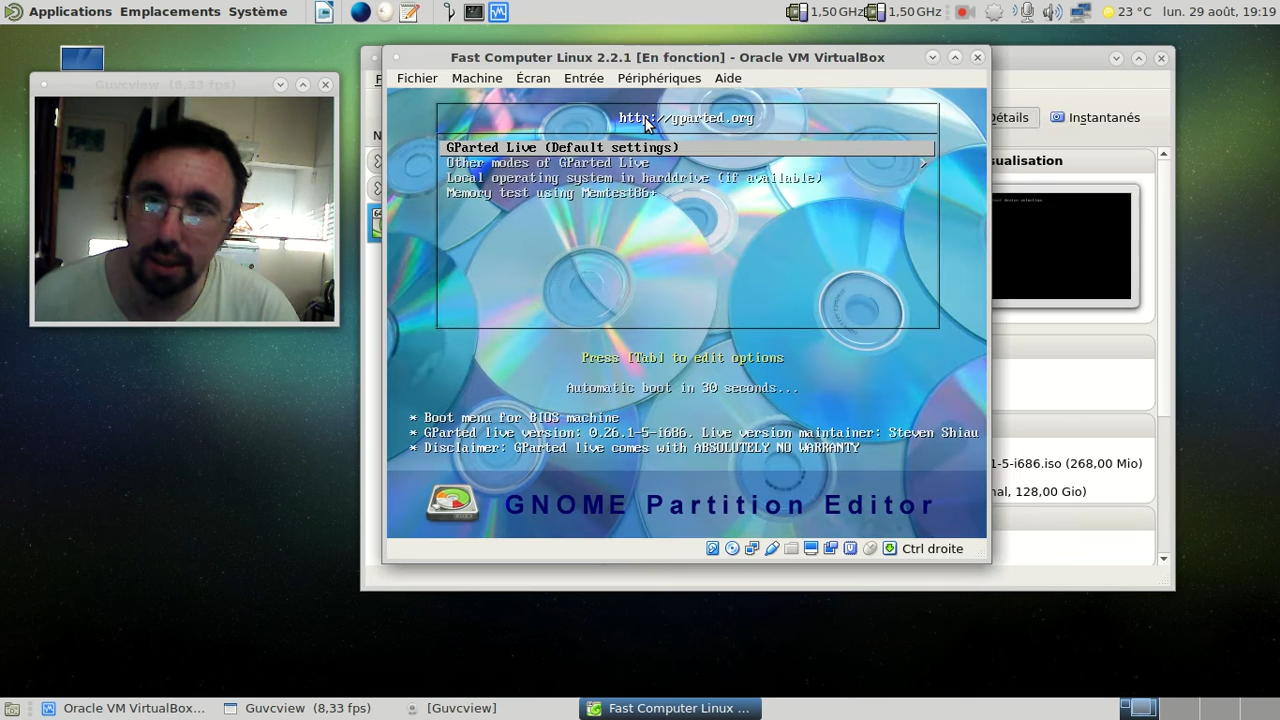 Applications Emplacements Système
1,50 GHz 1,50 GHz 23 °C lun. 29 août, 19:19
Guvcview (8,33 fps)
Fast Computer Linux 2.2.1 [En fonction] - Oracle VM VirtualBox
Fichier Machine Écran Entrée Périphériques Aide
http://gparted.org
GParted Live (Default settings)
Other modes of GParted Live
Local operating system in harddrive (if available)
Memory test using Memtest86+
Press [Tab] to edit options
Automatic boot in 30 seconds...
* Boot menu for BIOS machine
* GParted live version: 0.26.1-5-i686. Live version maintainer: Steven Shiau
* Disclaimer: GParted live comes with ABSOLUTELY NO WARRANTY
GNOME Partition Editor
Ctrl droite
Détails Instantanés
sualisation
1-5-i686.iso (268,00 Mio)
nal, 128,00 Gio)
Oracle VM VirtualBox... Guvcview (8,33 fps) [Guvcview] Fast Computer Linux ...